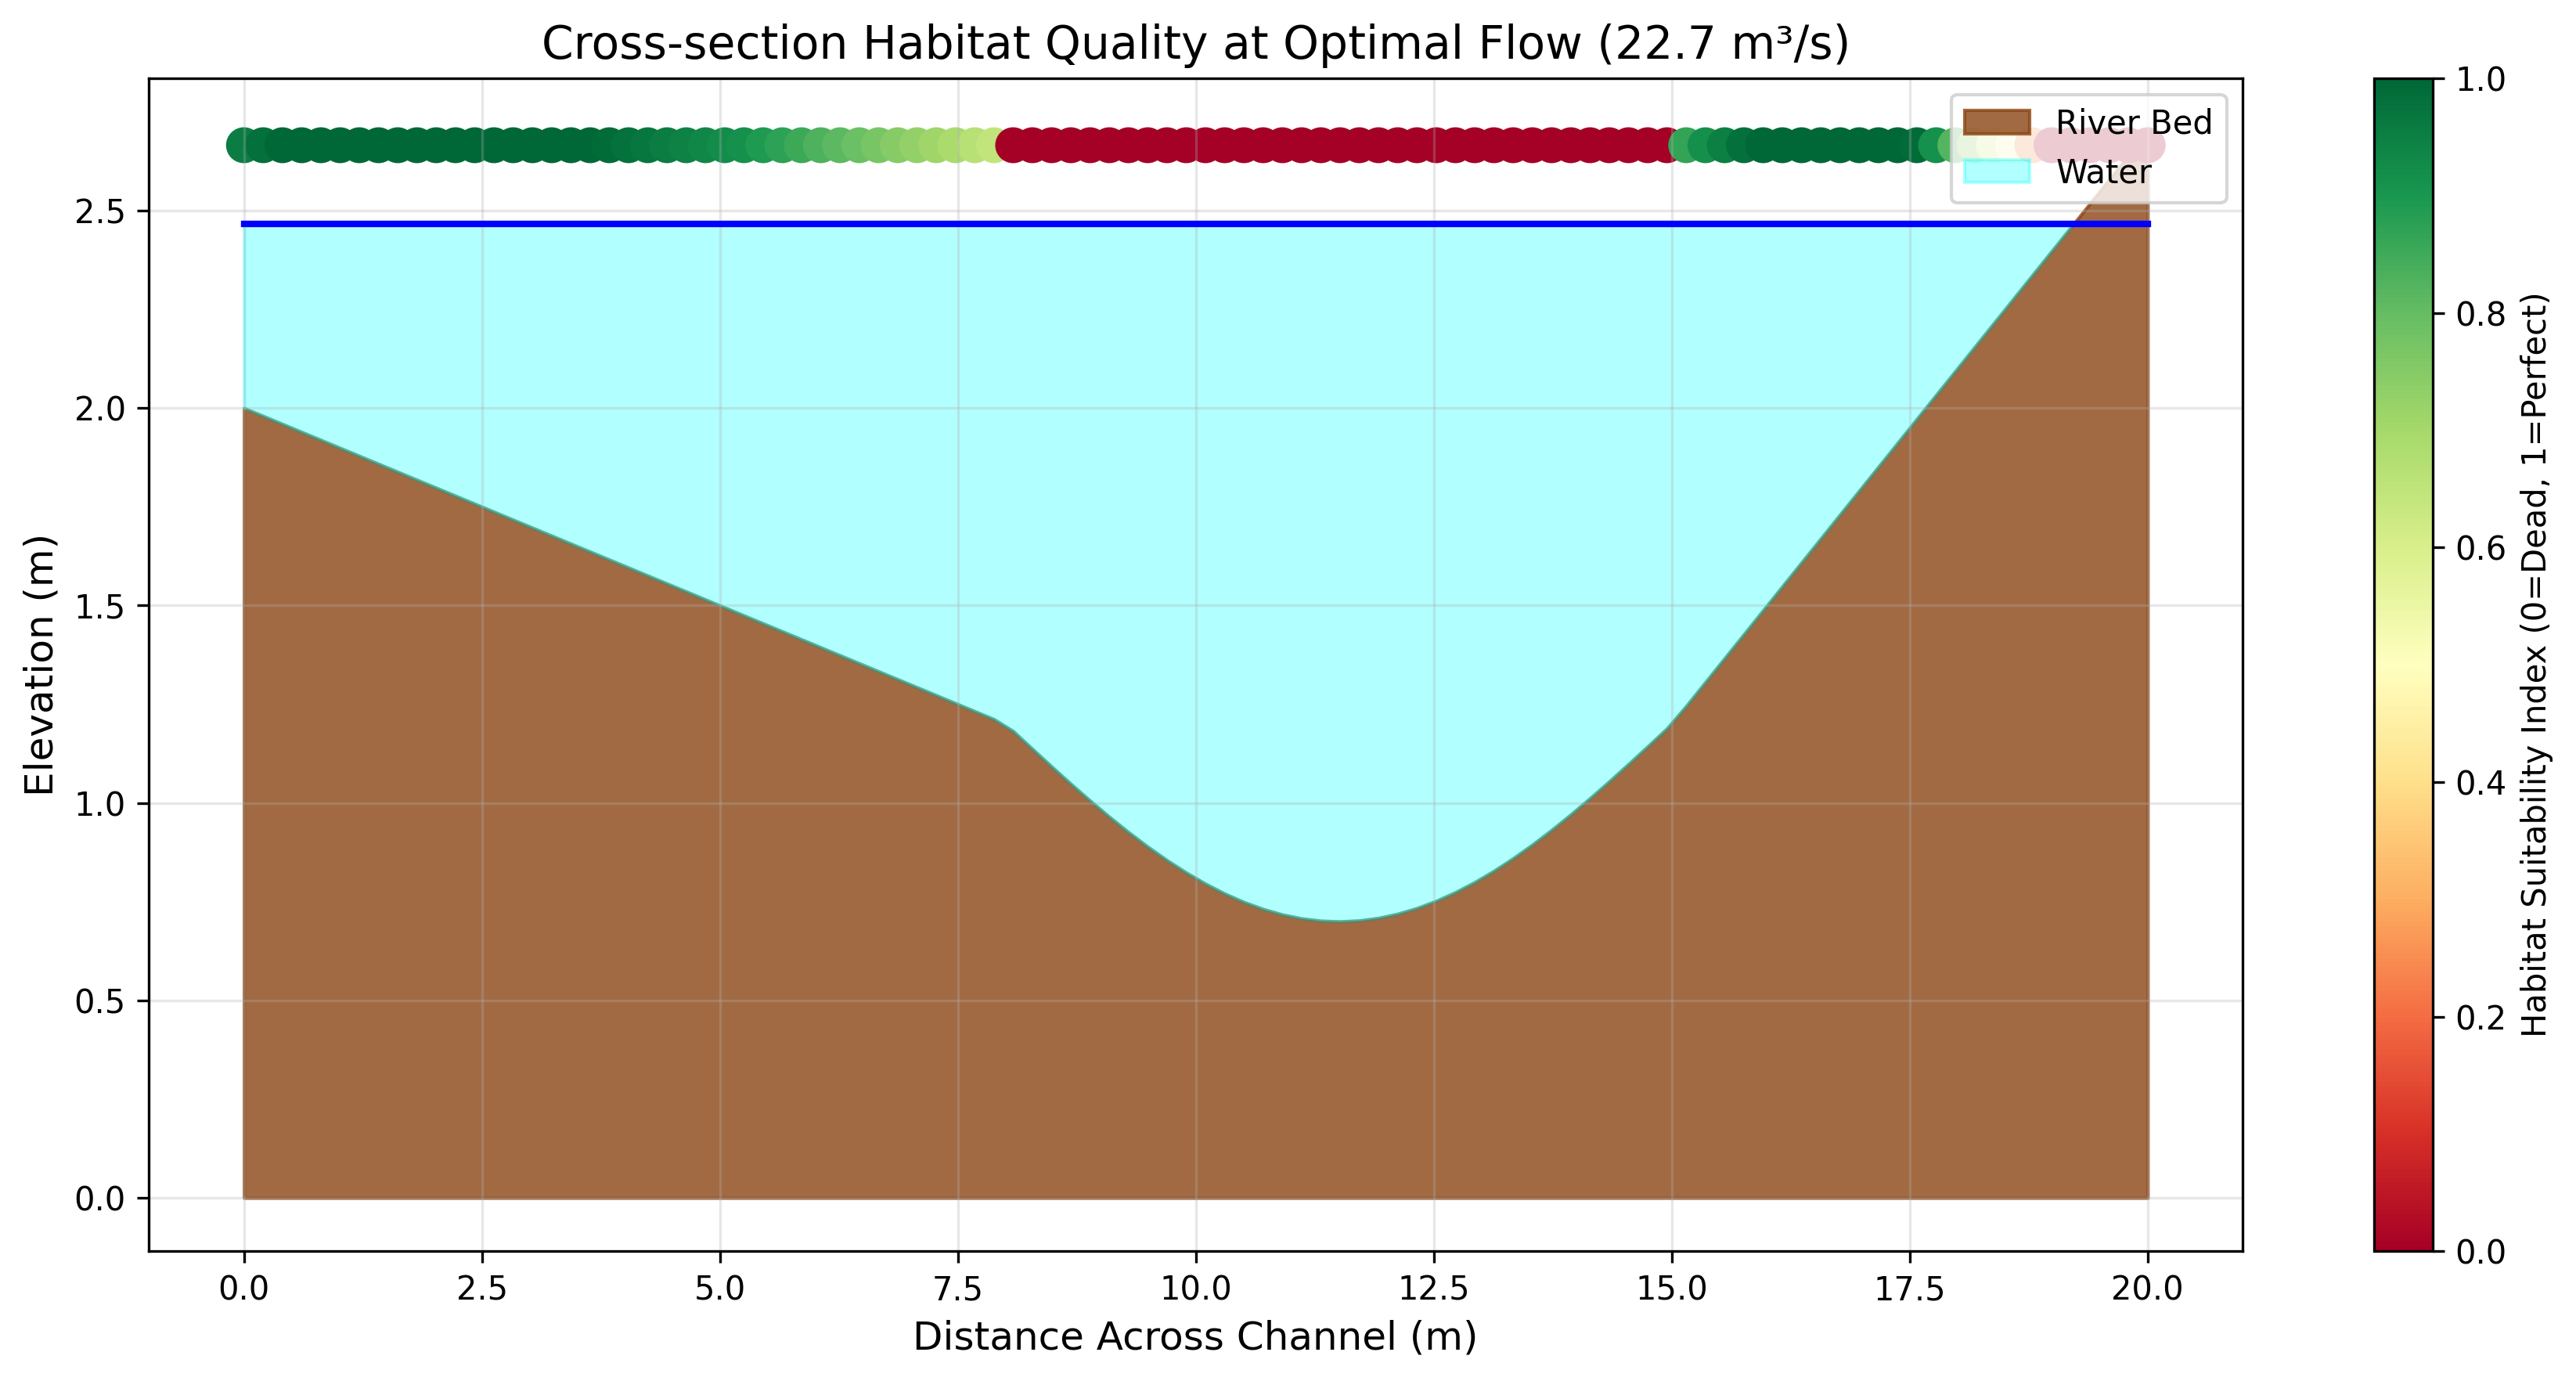 Cross-section Habitat Quality at Optimal Flow (22.7 m³/s)
River Bed
Water
Elevation (m)
2.5
2.0
1.5
1.0
0.5
0.0
0.0 2.5 5.0 7.5 10.0 12.5 15.0 17.5 20.0
Distance Across Channel (m)
1.0
0.8
0.6
0.4
0.2
0.0
Habitat Suitability Index (0=Dead, 1=Perfect)